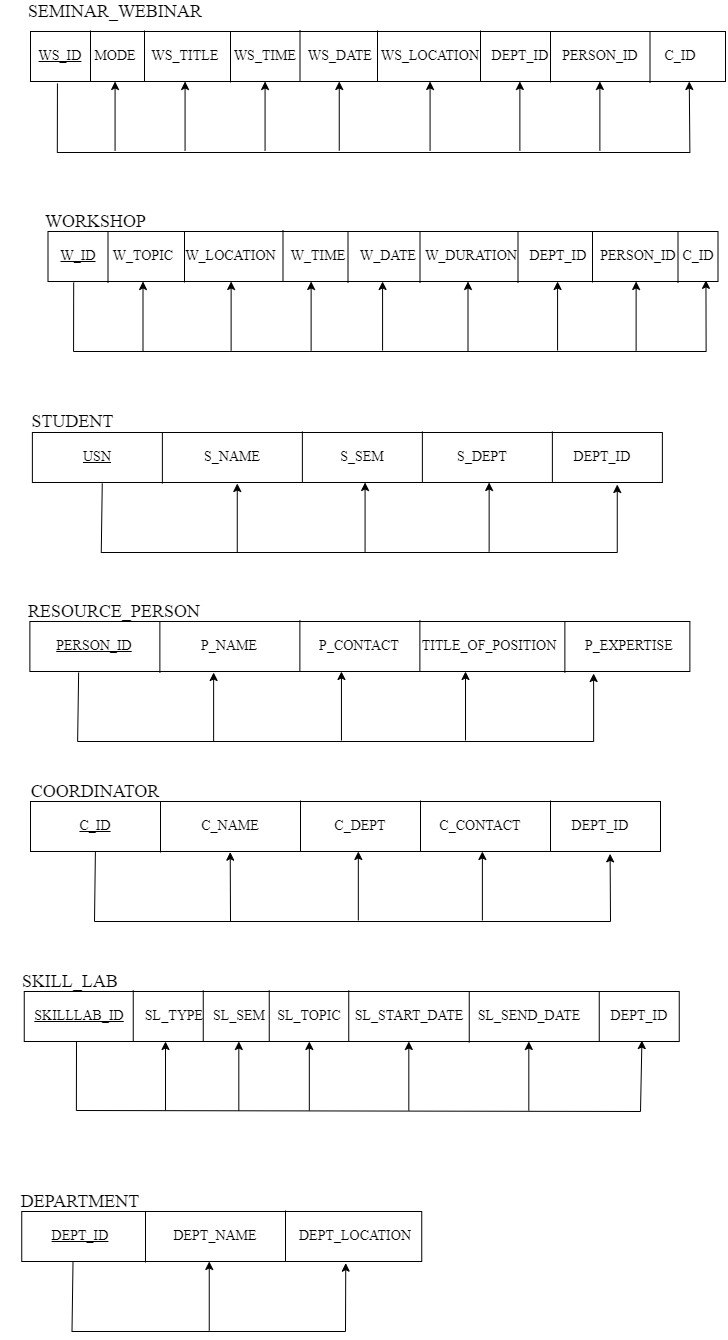 SEMINAR_WEBINAR
WS_ID MODE WS_TITLE WS_TIME WS_DATE WS_LOCATION DEPT_ID PERSON_ID C_ID
WORKSHOP
W_ID W_TOPIC W_LOCATION W_TIME W_DATE W_DURATION DEPT_ID PERSON_ID C_ID
STUDENT
USN S_NAME S_SEM S_DEPT DEPT_ID
RESOURCE_PERSON
PERSON_ID P_NAME P_CONTACT TITLE_OF_POSITION P_EXPERTISE
COORDINATOR
C_ID C_NAME C_DEPT C_CONTACT DEPT_ID
SKILL_LAB
SKILLLAB_ID SL_TYPE SL_SEM SL_TOPIC SL_START_DATE SL_SEND_DATE DEPT_ID
DEPARTMENT
DEPT_ID DEPT_NAME DEPT_LOCATION